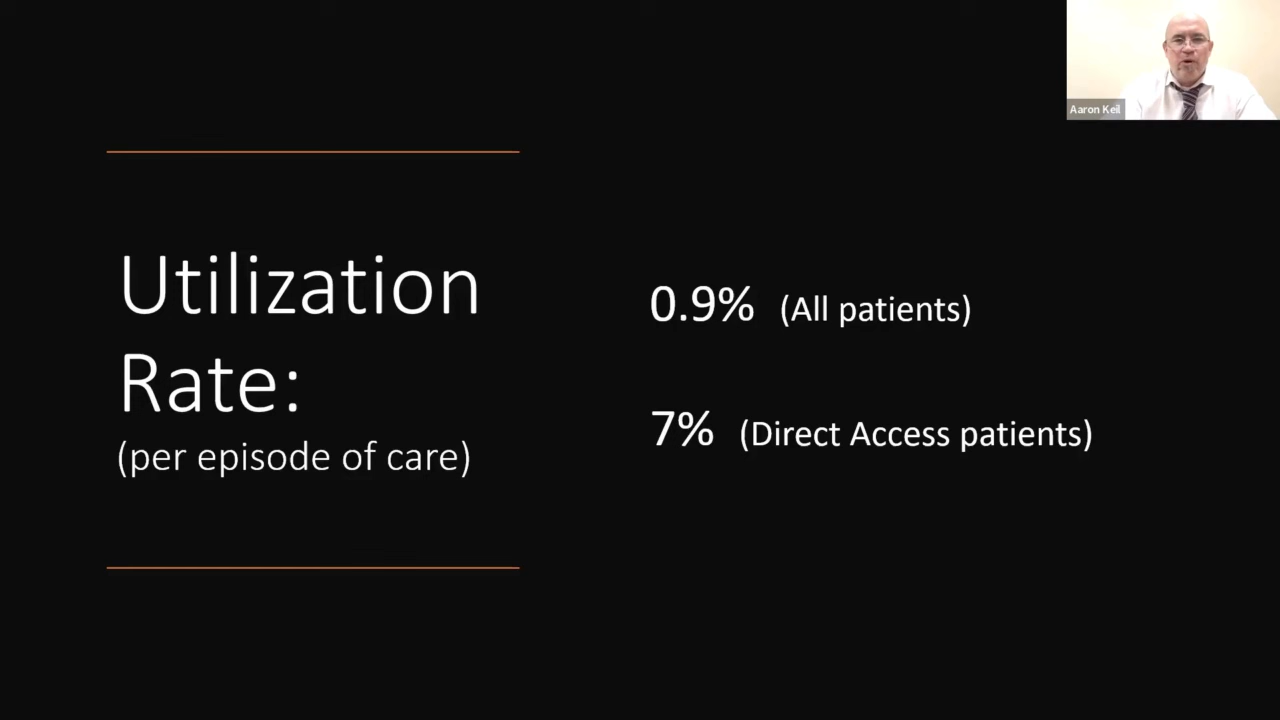 Aaron Keil
Utilization
Rate:
(per episode of care)
0.9% (All patients)
7% (Direct Access patients)